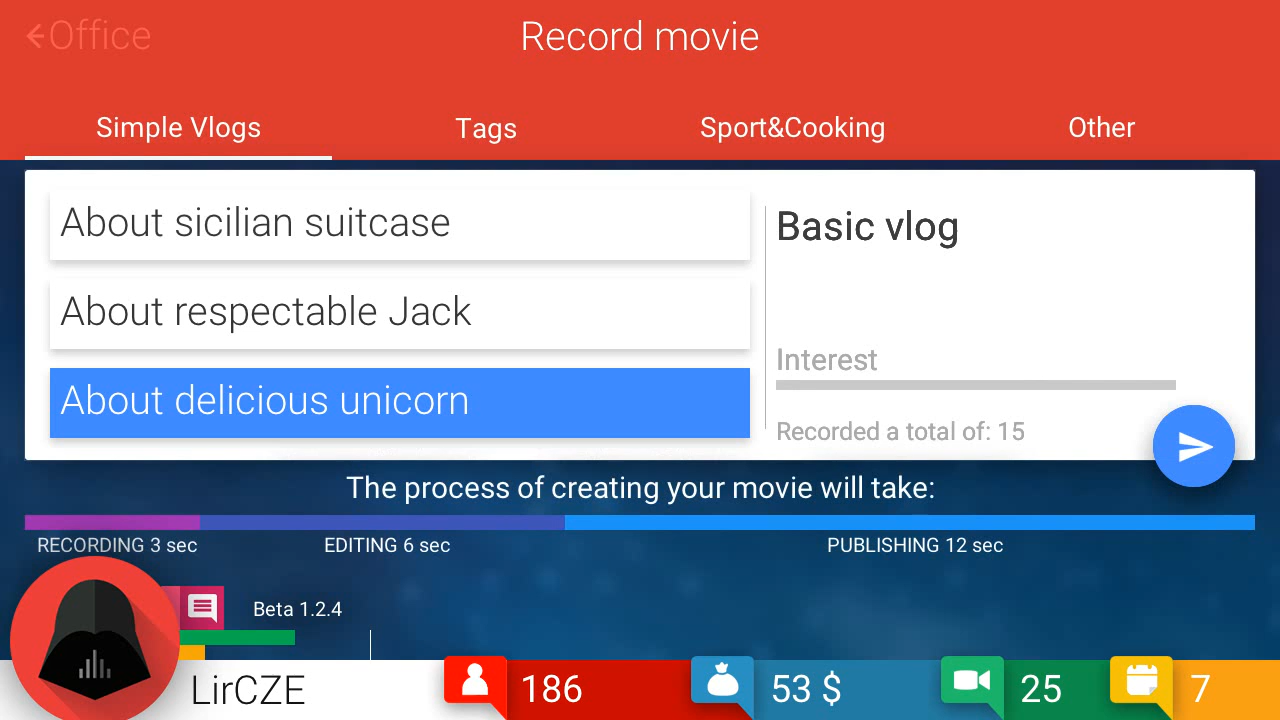 Office
Record movie
Simple Vlogs
Tags
Sport&Cooking
Other
About sicilian suitcase
About respectable Jack
About delicious unicorn
Basic vlog
Interest
Recorded a total of: 15
The process of creating your movie will take:
RECORDING 3 sec
EDITING 6 sec
PUBLISHING 12 sec
Beta 1.2.4
LirCZE
186
53 $
25
7